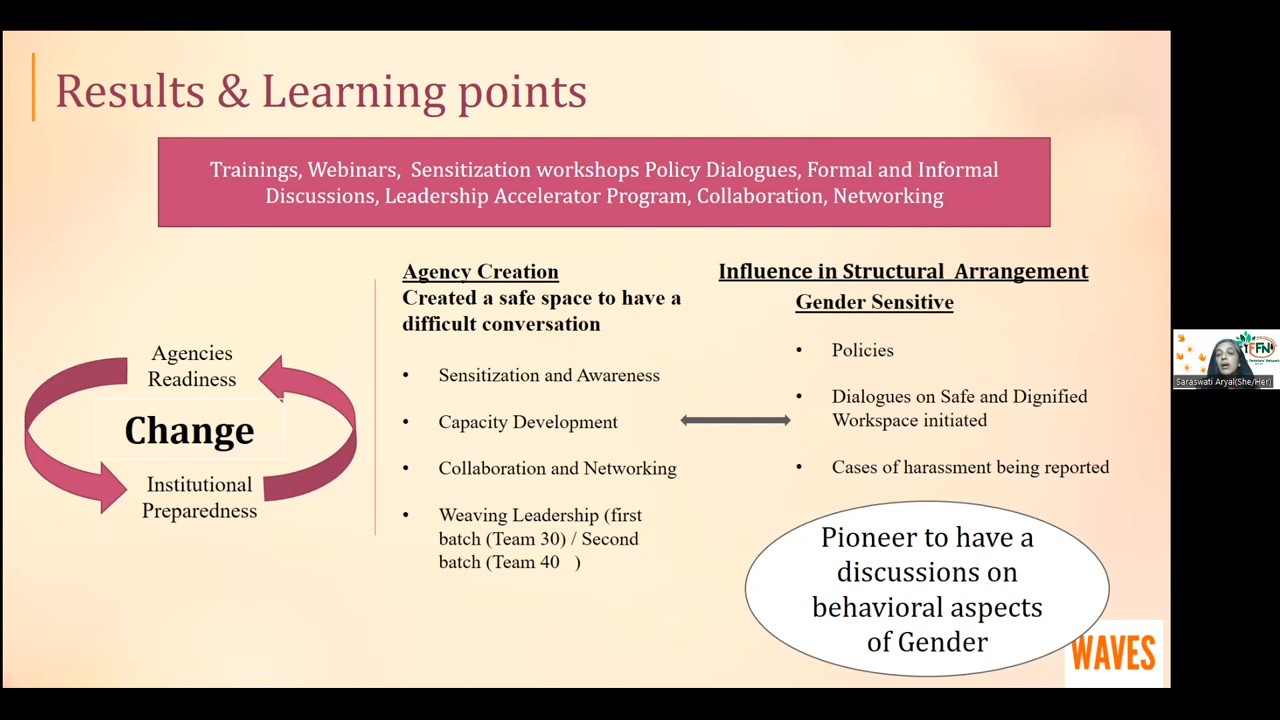 Results & Learning points
Trainings, Webinars, Sensitization workshops Policy Dialogues, Formal and Informal
Discussions, Leadership Accelerator Program, Collaboration, Networking
Agencies
Readiness
Change
Institutional
Preparedness
Agency Creation
Created a safe space to have a
difficult conversation
• Sensitization and Awareness
• Capacity Development
• Collaboration and Networking
• Weaving Leadership (first
batch (Team 30) / Second
batch (Team 40 )
Influence in Structural Arrangement
Gender Sensitive
• Policies
• Dialogues on Safe and Dignified
Workspace initiated
• Cases of harassment being reported
Pioneer to have a
discussions on
behavioral aspects
of Gender
WAVES
Saraswati Aryal(She/Her)